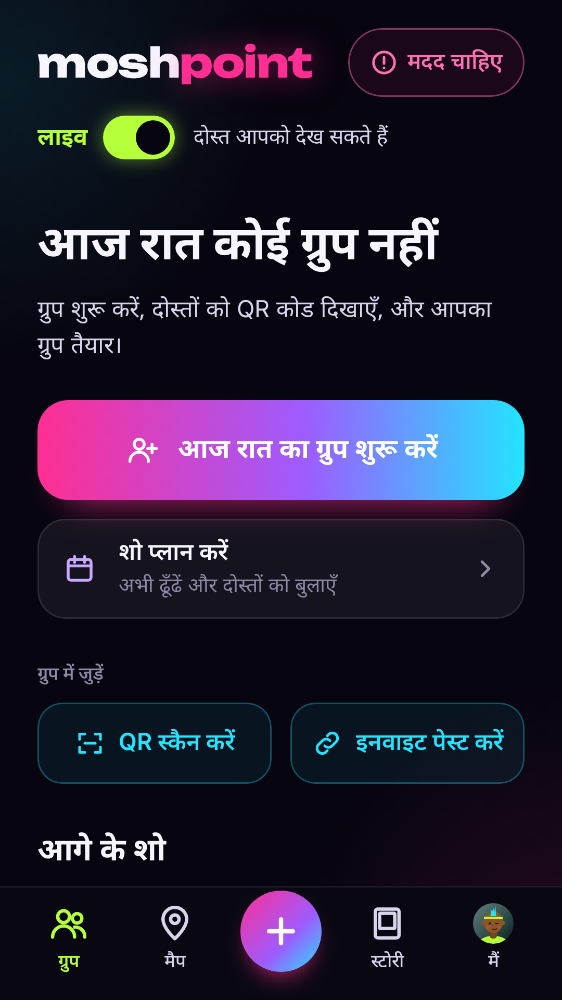 moshpoint
मदद चाहिए
लाइव
दोस्त आपको देख सकते हैं
आज रात कोई ग्रुप नहीं
ग्रुप शुरू करें, दोस्तों को QR कोड दिखाएँ, और आपका
ग्रुप तैयार।
आज रात का ग्रुप शुरू करें
शो प्लान करें
अभी ढूँढें और दोस्तों को बुलाएँ
ग्रुप में जुड़ें
QR स्कैन करें
इनवाइट पेस्ट करें
आगे के शो
ग्रुप
मैप
स्टोरी
मैं